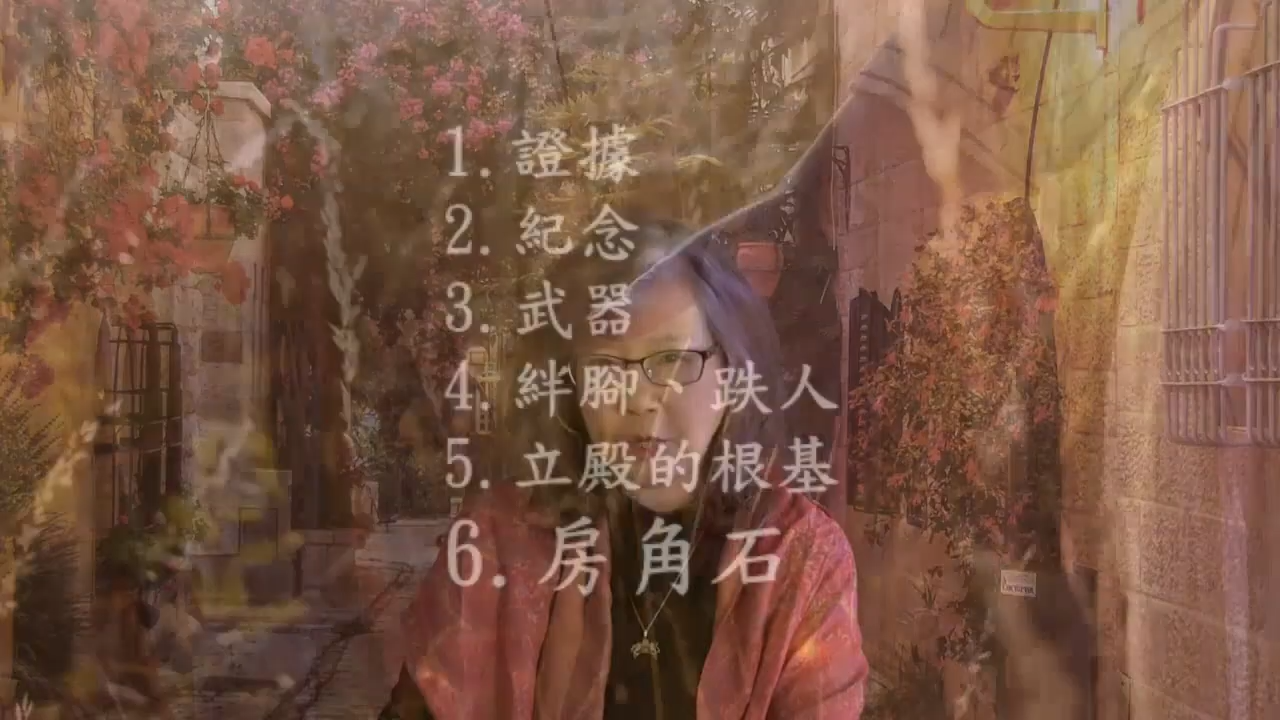 1. 證據
2. 紀念
3. 武器
4. 絆腳、跌人
5. 立殿的根基
6. 房角石